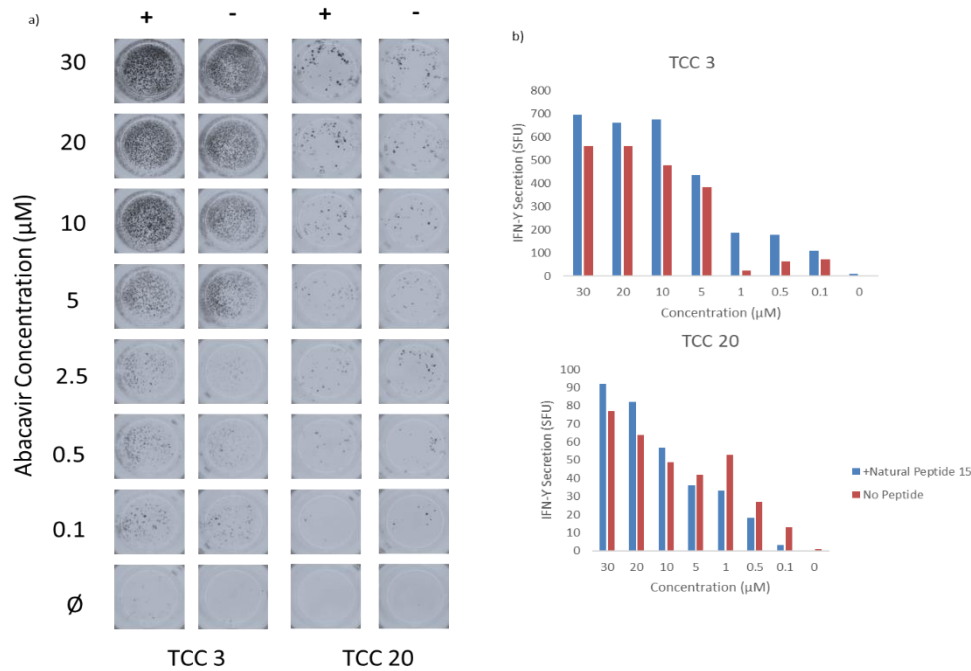 a)
+ - + -
30
20
10
5
2.5
0.5
0.1
Ø
Abacavir Concentration (µM)
TCC 3 TCC 20
b)
TCC 3
IFN-Y Secretion (SFU)
800
700
600
500
400
300
200
100
0
30 20 10 5 1 0.5 0.1 0
Concentration (µM)
TCC 20
IFN-Y Secretion (SFU)
100
90
80
70
60
50
40
30
20
10
0
30 20 10 5 1 0.5 0.1 0
Concentration (µM)
+Natural Peptide 15
No Peptide